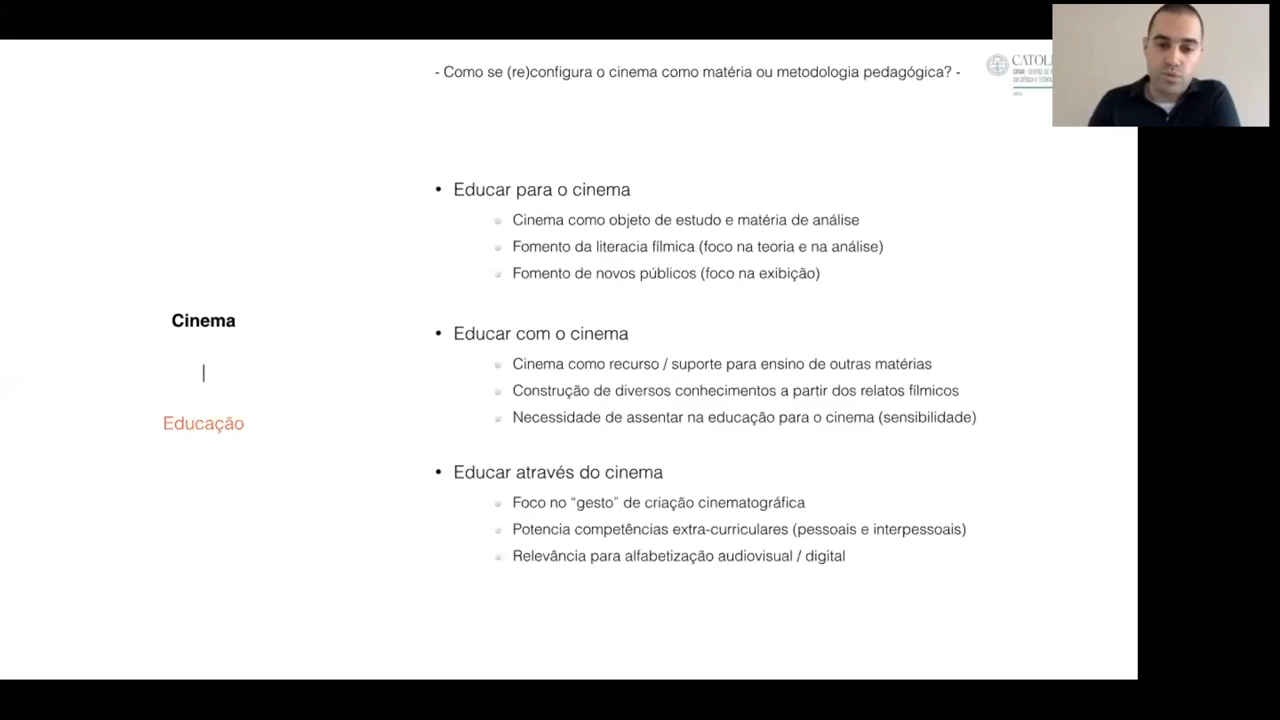 - Como se (re)configura o cinema como matéria ou metodologia pedagógica? -
Cinema
|
Educação
• Educar para o cinema
Cinema como objeto de estudo e matéria de análise
Fomento da literacia fílmica (foco na teoria e na análise)
Fomento de novos públicos (foco na exibição)
• Educar com o cinema
Cinema como recurso / suporte para ensino de outras matérias
Construção de diversos conhecimentos a partir dos relatos fílmicos
Necessidade de assentar na educação para o cinema (sensibilidade)
• Educar através do cinema
Foco no “gesto” de criação cinematográfica
Potencia competências extra-curriculares (pessoais e interpessoais)
Relevância para alfabetização audiovisual / digital